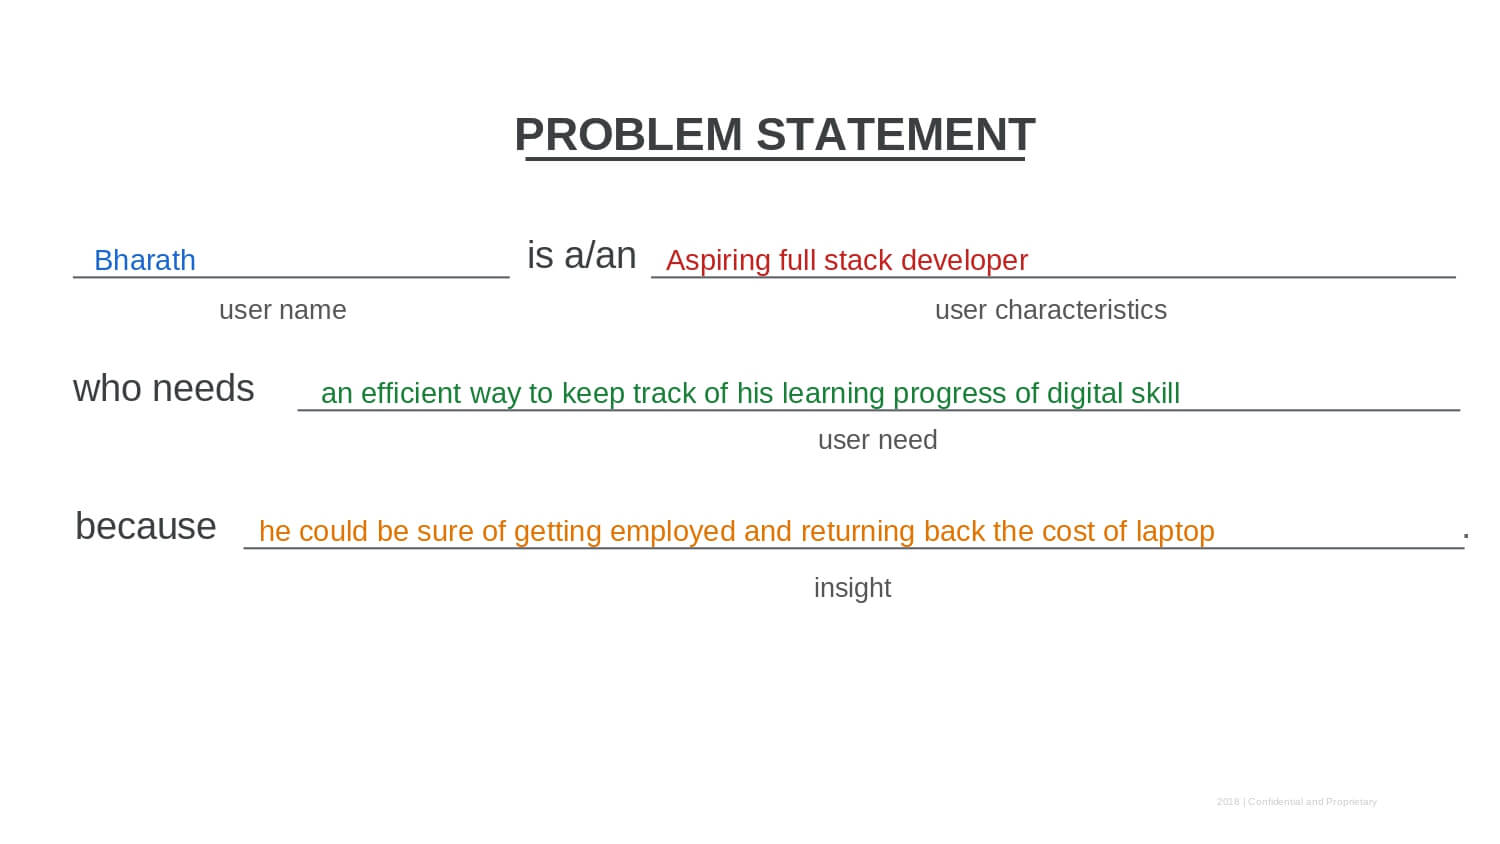 PROBLEM STATEMENT
Bharath is a/an Aspiring full stack developer
user name user characteristics
who needs an efficient way to keep track of his learning progress of digital skill
user need
because he could be sure of getting employed and returning back the cost of laptop .
insight
2018 | Confidential and Proprietary